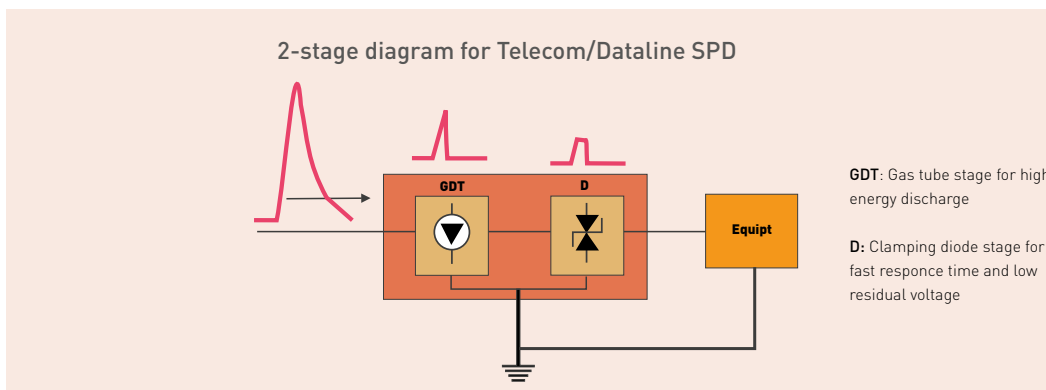 2-stage diagram for Telecom/Dataline SPD
GDT
D
Equipt
GDT: Gas tube stage for high
energy discharge
D: Clamping diode stage for
fast responce time and low
residual voltage